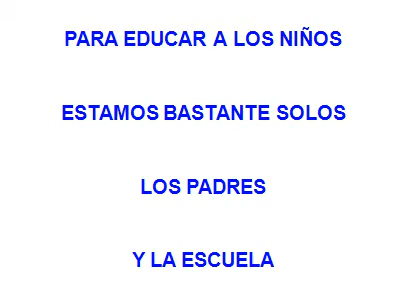 PARA EDUCAR A LOS NIÑOS
ESTAMOS BASTANTE SOLOS
LOS PADRES
Y LA ESCUELA